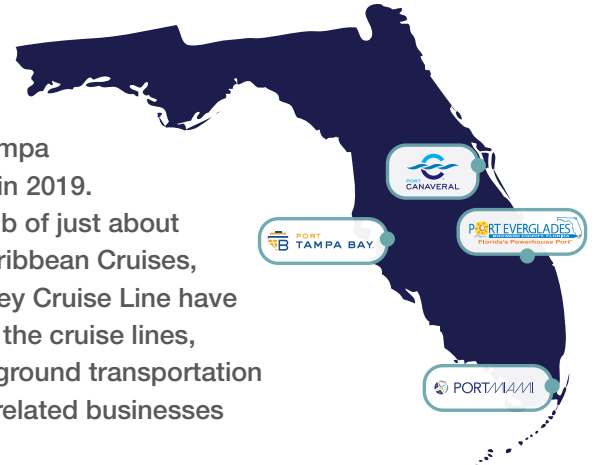 mpa
in 2019.
b of just about
ribbean Cruises,
ey Cruise Line have
the cruise lines,
ground transportation
related businesses
PORT
CANAVERAL
PORT
TAMPA BAY
PORT EVERGLADES
Florida's Powerhouse Port
PORTMIAMI